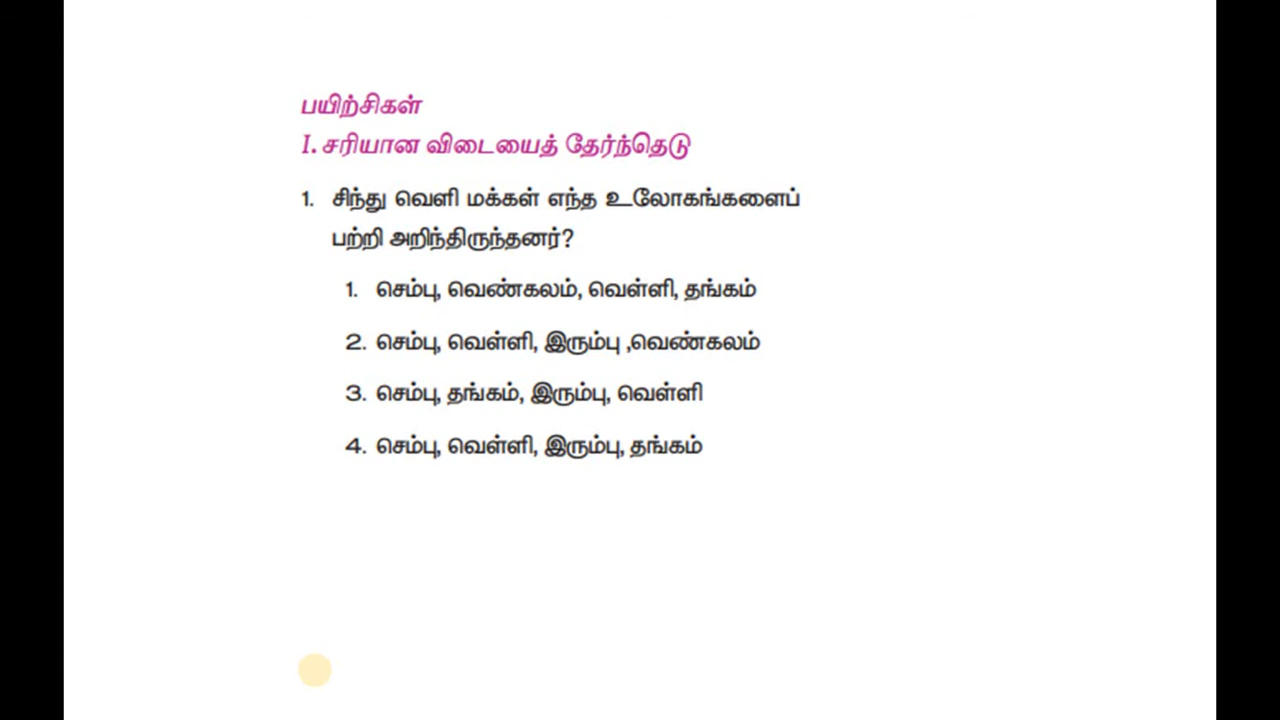 பயிற்சிகள்
I. சரியான விடையைத் தேர்ந்தெடு
1. சிந்து வெளி மக்கள் எந்த உலோகங்களைப்
பற்றி அறிந்திருந்தனர்?
1. செம்பு, வெண்கலம், வெள்ளி, தங்கம்
2. செம்பு, வெள்ளி, இரும்பு ,வெண்கலம்
3. செம்பு, தங்கம், இரும்பு, வெள்ளி
4. செம்பு, வெள்ளி, இரும்பு, தங்கம்